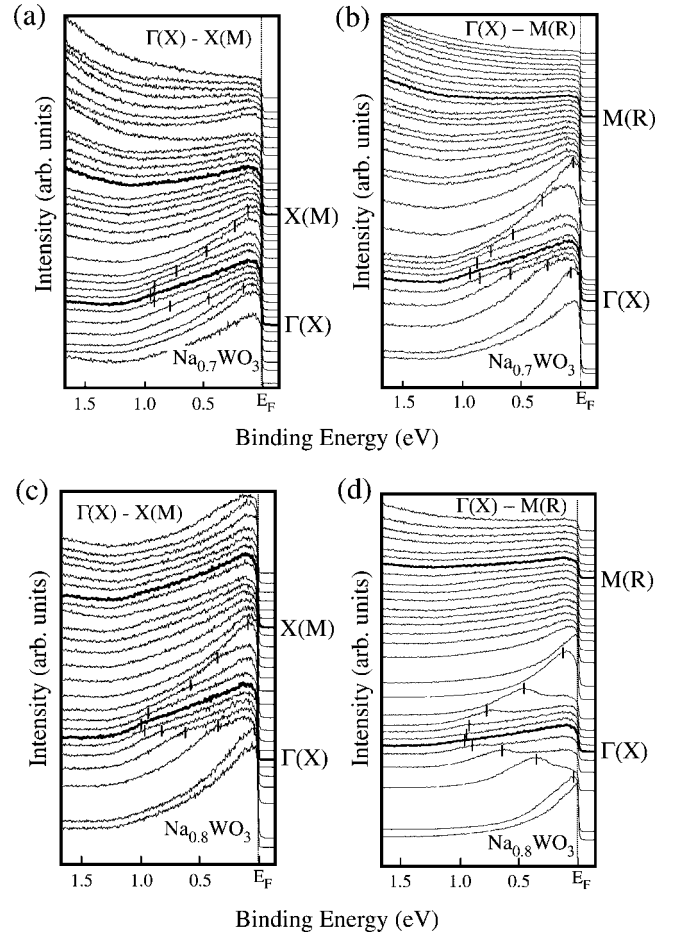 (a)
Γ(X) - X(M)
Intensity (arb. units)
X(M)
Γ(X)
Na0.7WO3
1.5 1.0 0.5 EF
(b)
Γ(X) – M(R)
Intensity (arb. units)
M(R)
Γ(X)
Na0.7WO3
1.5 1.0 0.5 EF
Binding Energy (eV)
(c)
Γ(X) - X(M)
Intensity (arb. units)
X(M)
Γ(X)
Na0.8WO3
1.5 1.0 0.5 EF
(d)
Γ(X) – M(R)
Intensity (arb. units)
M(R)
Γ(X)
Na0.8WO3
1.5 1.0 0.5 EF
Binding Energy (eV)